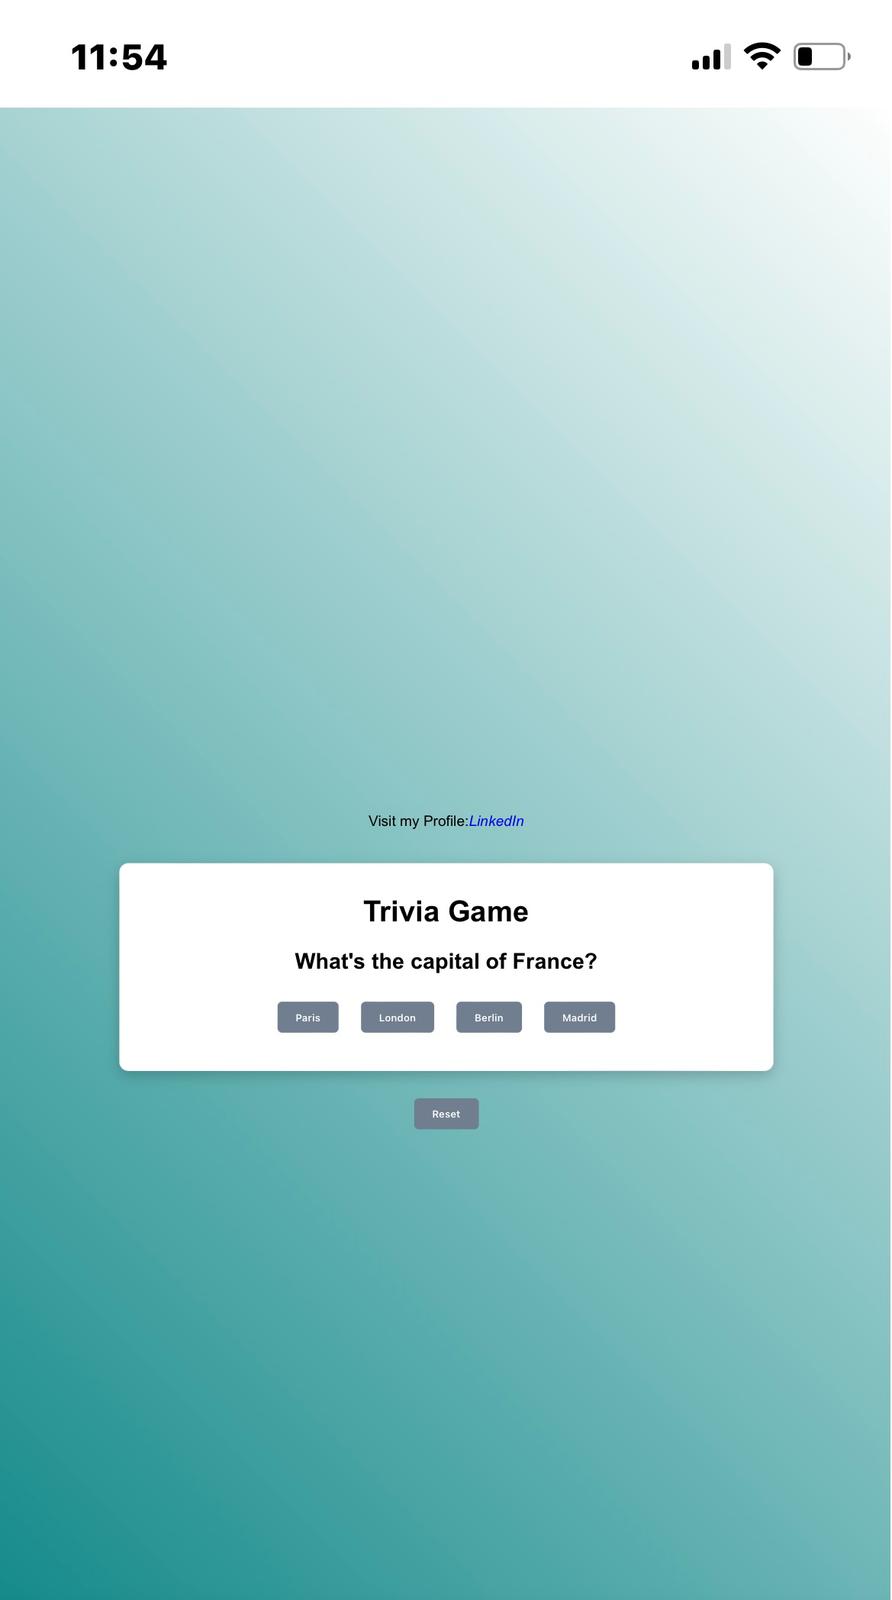 11:54
Visit my Profile:LinkedIn
Trivia Game
What's the capital of France?
Paris London Berlin Madrid
Reset